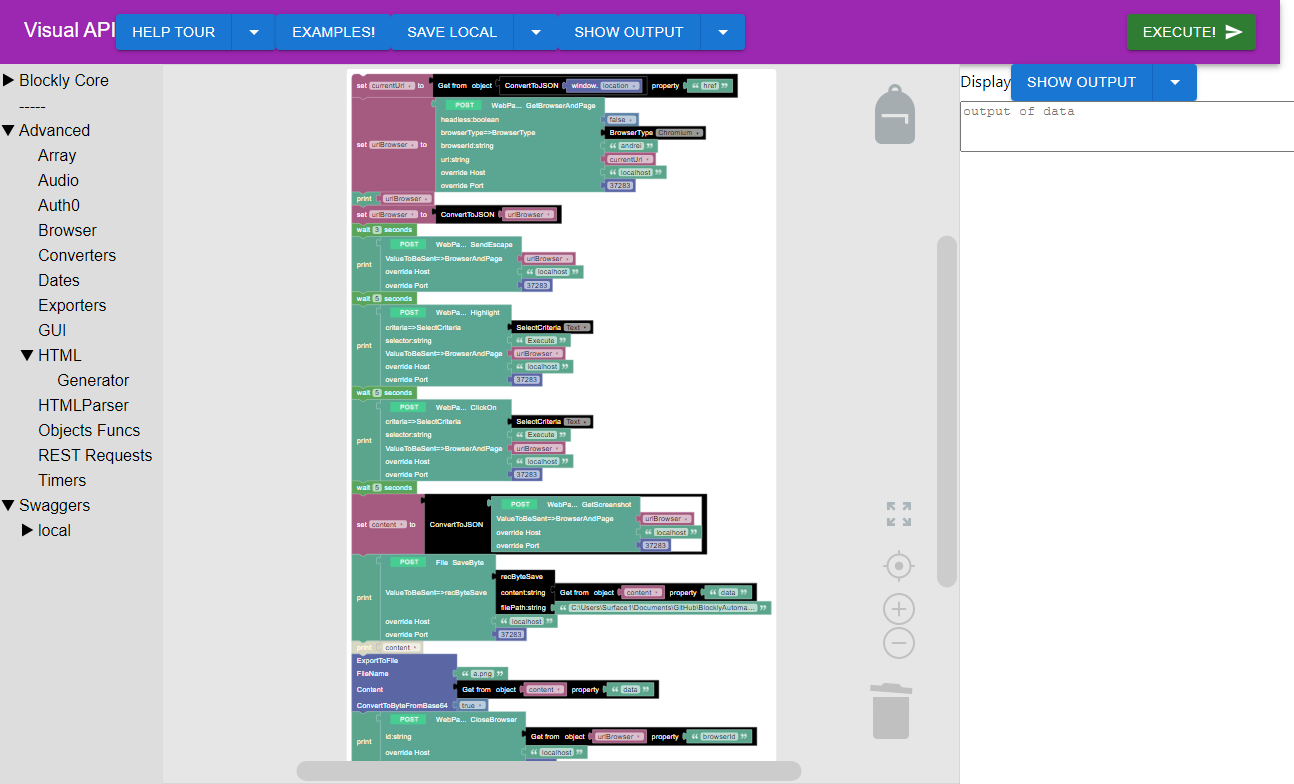 Visual API
HELP TOUR
EXAMPLES!
SAVE LOCAL
SHOW OUTPUT
EXECUTE!
Blockly Core
-----
Advanced
Array
Audio
Auth0
Browser
Converters
Dates
Exporters
GUI
HTML
Generator
HTMLParser
Objects Funcs
REST Requests
Timers
Swaggers
local
set currentUrl to Get from object ConvertToJSON window. location property “ href ”
set urlBrowser to POST WebPa... GetBrowserAndPage
headless:boolean false
browserType=>BrowserType BrowserType Chromium
browserId:string “ andrei ”
url:string currentUrl
override Host “ localhost ”
override Port 37283
print urlBrowser
set urlBrowser to ConvertToJSON urlBrowser
wait 3 seconds
print POST WebPa... SendEscape
ValueToBeSent=>BrowserAndPage urlBrowser
override Host “ localhost ”
override Port 37283
wait 5 seconds
print POST WebPa... Highlight
criteria=>SelectCriteria SelectCriteria Text
selector:string “ Execute ”
ValueToBeSent=>BrowserAndPage urlBrowser
override Host “ localhost ”
override Port 37283
wait 5 seconds
print POST WebPa... ClickOn
criteria=>SelectCriteria SelectCriteria Text
selector:string “ Execute ”
ValueToBeSent=>BrowserAndPage urlBrowser
override Host “ localhost ”
override Port 37283
wait 5 seconds
set content to ConvertToJSON POST WebPa... GetScreenshot
ValueToBeSent=>BrowserAndPage urlBrowser
override Host “ localhost ”
override Port 37283
print POST File SaveByte
ValueToBeSent=>recByteSave recByteSave
content:string Get from object content property “ data ”
filePath:string “ C:\Users\Surface1\Documents\GitHub\BlocklyAutoma... ”
override Host “ localhost ”
override Port 37283
print content
ExportToFile
FileName “ a.png ”
Content Get from object content property “ data ”
ConvertToByteFromBase64 true
print POST WebPa... CloseBrowser
id:string Get from object urlBrowser property “ browserId ”
override Host “ localhost ”
Display
SHOW OUTPUT
output of data